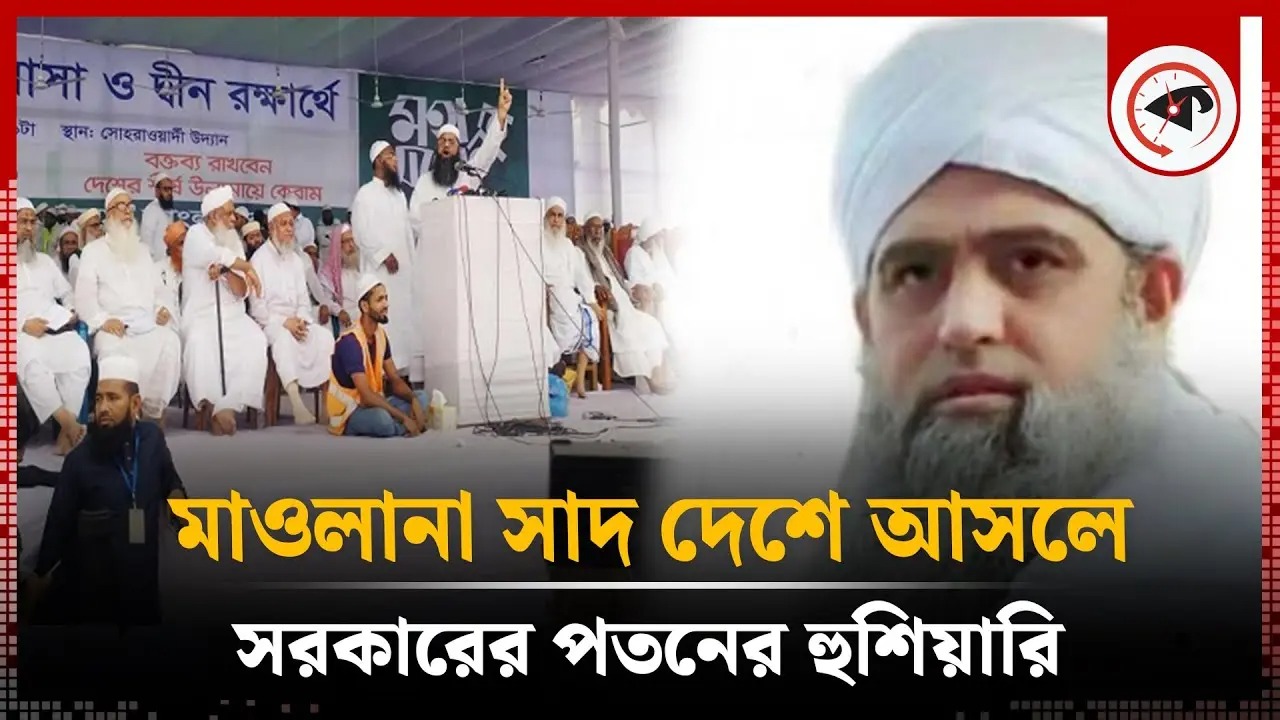 ও দ্বীন রক্ষার্থে
স্থান: সোহরাওয়ার্দী উদ্যান
বক্তব্য রাখবেন
দেশের শীর্ষ
মাওলানা সাদ দেশে আসলে
সরকারের পতনের হুশিয়ারি